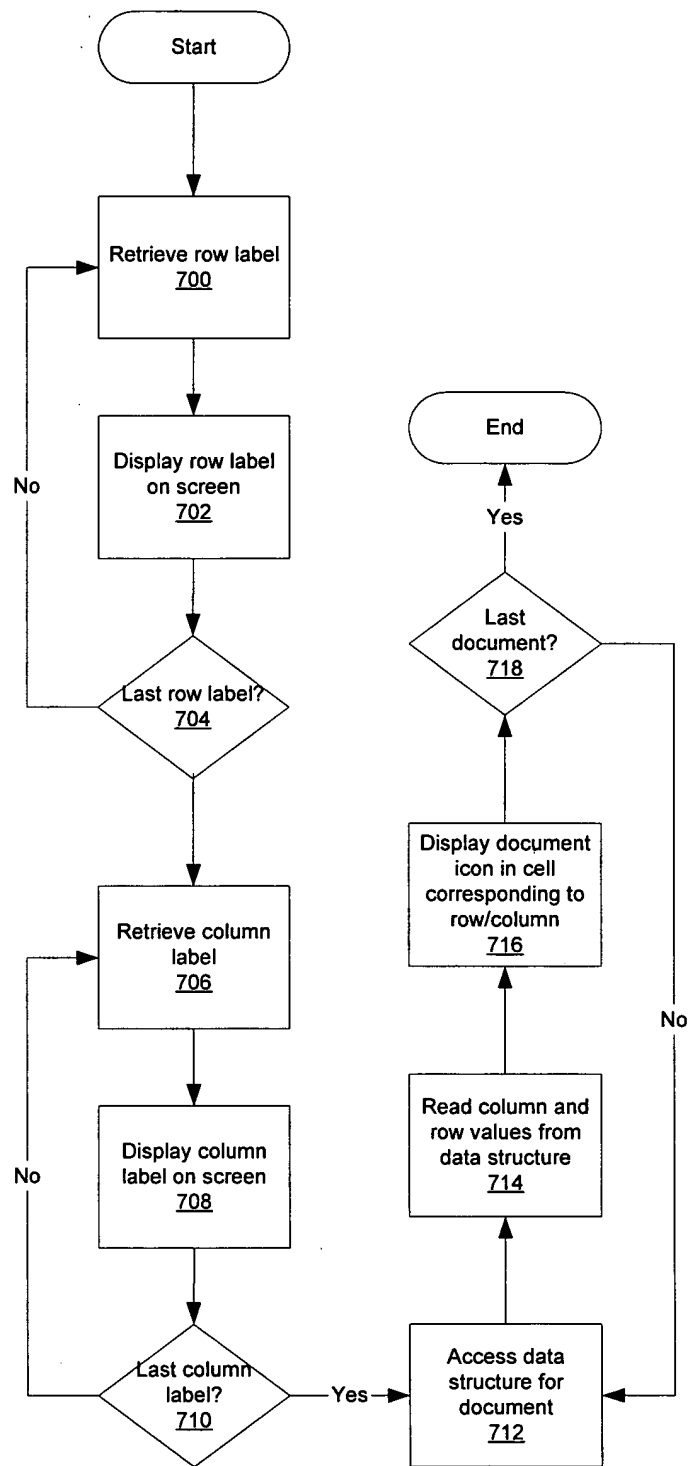 Start
Retrieve row label
700
Display row label
on screen
702
No
Last row label?
704
Retrieve column
label
706
Display column
label on screen
708
No
Last column
label?
710
Yes
Access data
structure for
document
712
Read column and
row values from
data structure
714
Display document
icon in cell
corresponding to
row/column
716
Last
document?
718
No
Yes
End